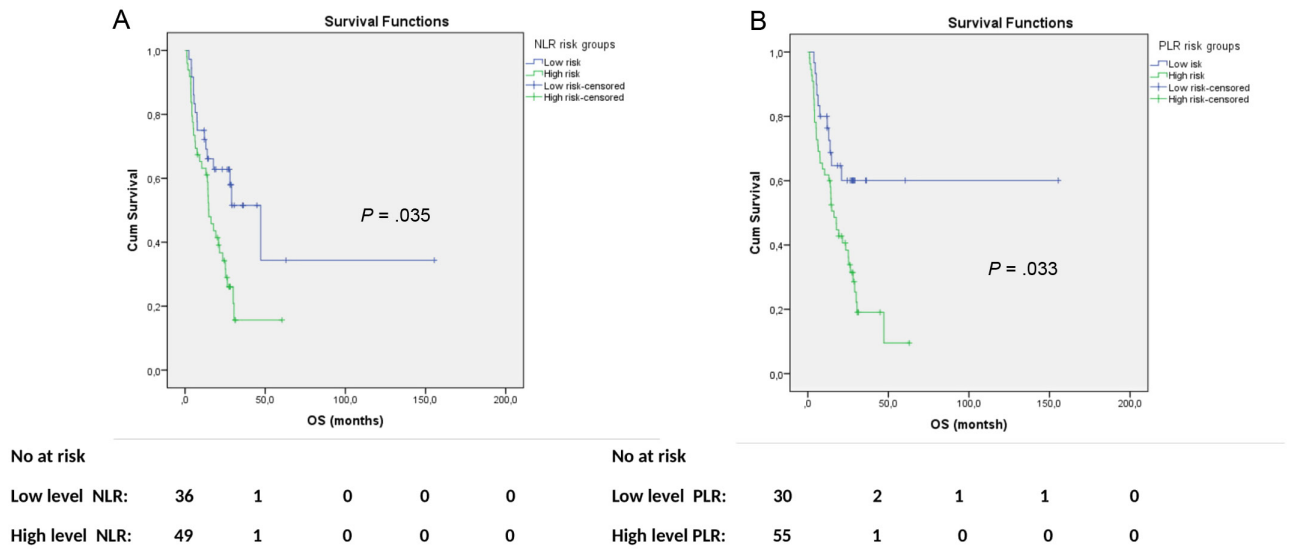 A
Survival Functions
NLR risk groups
Low risk
High risk
Low risk-censored
High risk-censored
1,0
0,8
0,6
0,4
0,2
0,0
Cum Survival
P = .035
,0 50,0 100,0 150,0 200,0
OS (months)
B
Survival Functions
PLR risk groups
Low isk
High risk
Low risk-censored
High risk-censored
1,0
0,8
0,6
0,4
0,2
0,0
Cum Survival
P = .033
,0 50,0 100,0 150,0 200,0
OS (montsh)
No at risk
Low level NLR: 36 1 0 0 0
High level NLR: 49 1 0 0 0
No at risk
Low level PLR: 30 2 1 1 0
High level PLR: 55 1 0 0 0